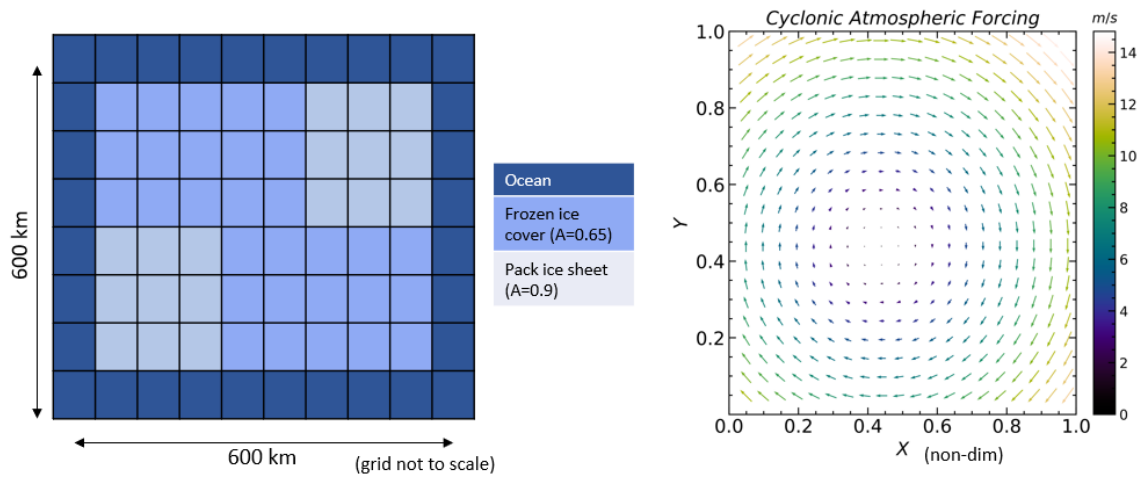 600 km
600 km
(grid not to scale)
Ocean
Frozen ice
cover (A=0.65)
Pack ice sheet
(A=0.9)
Cyclonic Atmospheric Forcing
m/s
1.0
0.8
0.6
0.4
0.2
Y
0.0 0.2 0.4 0.6 0.8 1.0
X (non-dim)
14
12
10
8
6
4
2
0